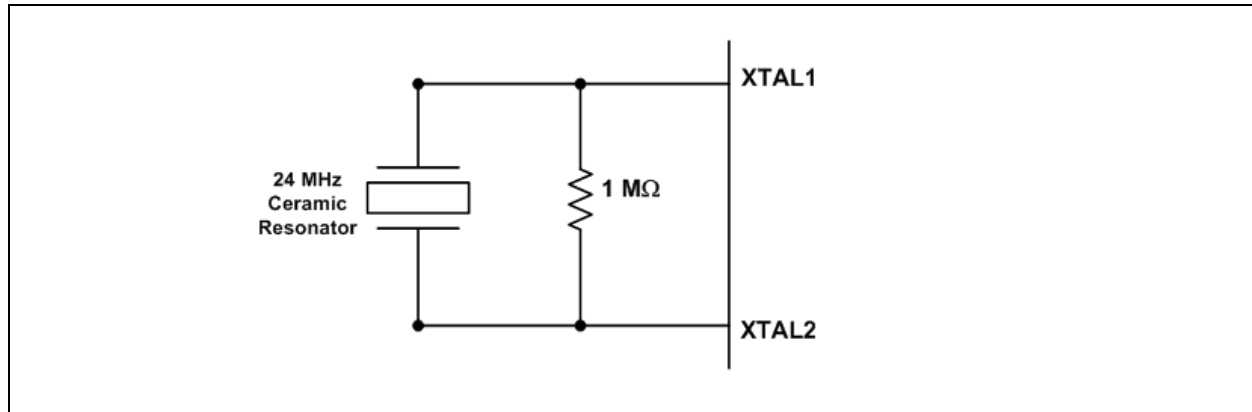 XTAL1
24 MHz
Ceramic
Resonator
1 MΩ
XTAL2